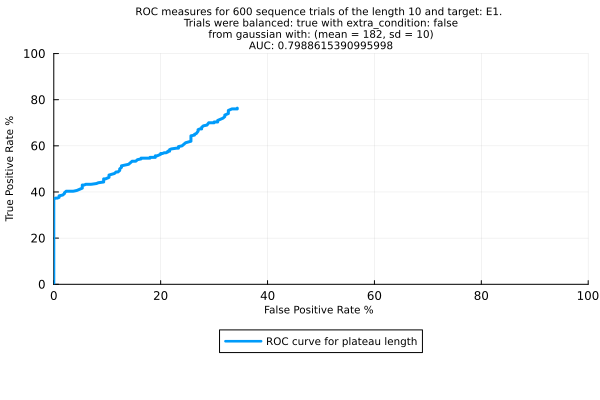 ROC measures for 600 sequence trials of the length 10 and target: E1.
Trials were balanced: true with extra_condition: false
from gaussian with: (mean = 182, sd = 10)
AUC: 0.7988615390995998
100
80
60
40
20
0
True Positive Rate %
0 20 40 60 80 100
False Positive Rate %
ROC curve for plateau length